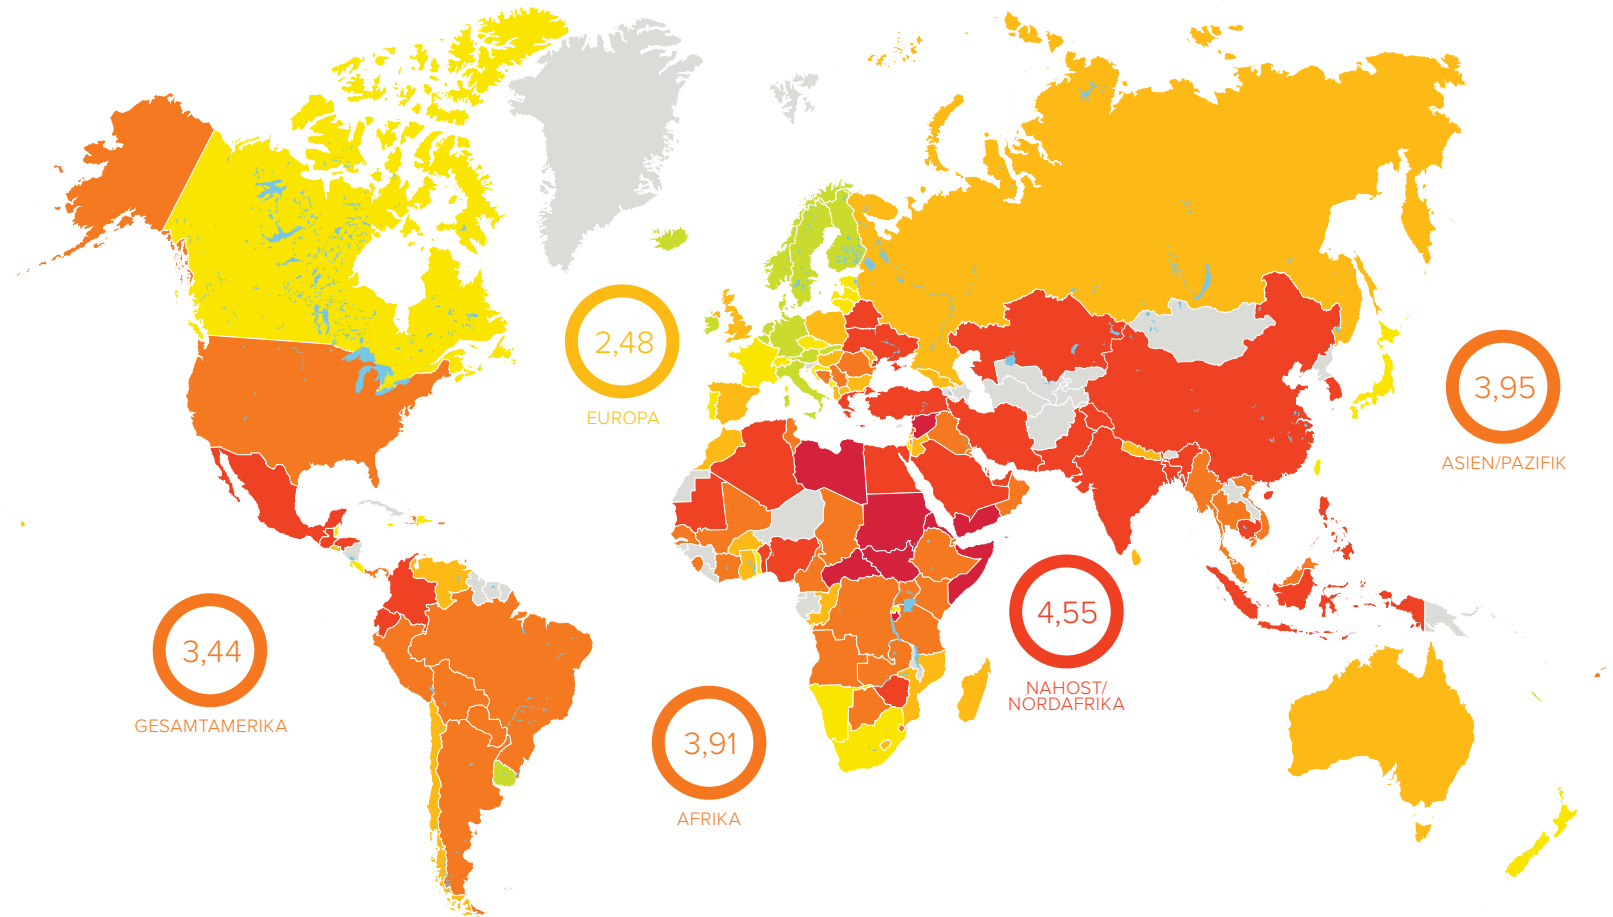 2,48
EUROPA
3,95
ASIEN/PAZIFIK
4,55
NAHOST/
NORDAFRIKA
3,44
GESAMTAMERIKA
3,91
AFRIKA